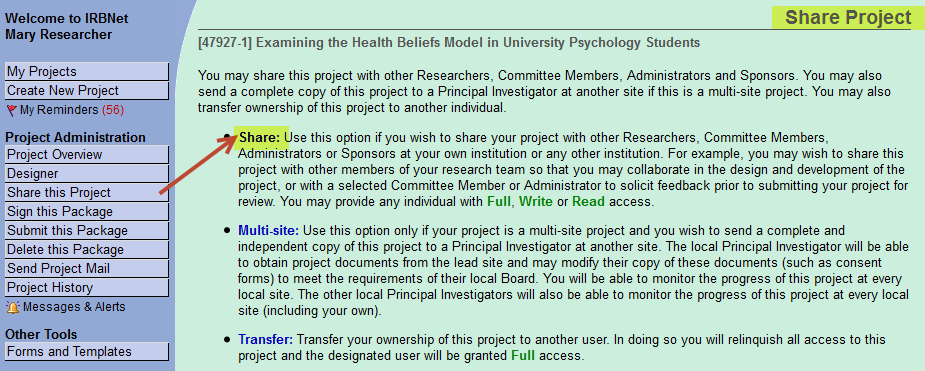 Welcome to IRBNet
Mary Researcher
My Projects
Create New Project
My Reminders (56)
Project Administration
Project Overview
Designer
Share this Project
Sign this Package
Submit this Package
Delete this Package
Send Project Mail
Project History
Messages & Alerts
Other Tools
Forms and Templates
Share Project
[47927-1] Examining the Health Beliefs Model in University Psychology Students
You may share this project with other Researchers, Committee Members, Administrators and Sponsors. You may also
send a complete copy of this project to a Principal Investigator at another site if this is a multi-site project. You may also
transfer ownership of this project to another individual.
• Share: Use this option if you wish to share your project with other Researchers, Committee Members,
Administrators or Sponsors at your own institution or any other institution. For example, you may wish to share this
project with other members of your research team so that you may collaborate in the design and development of the
project, or with a selected Committee Member or Administrator to solicit feedback prior to submitting your project for
review. You may provide any individual with Full, Write or Read access.
• Multi-site: Use this option only if your project is a multi-site project and you wish to send a complete and
independent copy of this project to a Principal Investigator at another site. The local Principal Investigator will be able
to obtain project documents from the lead site and may modify their copy of these documents (such as consent
forms) to meet the requirements of their local Board. You will be able to monitor the progress of this project at every
local site. The other local Principal Investigators will also be able to monitor the progress of this project at every local
site (including your own).
• Transfer: Transfer your ownership of this project to another user. In doing so you will relinquish all access to this
project and the designated user will be granted Full access.